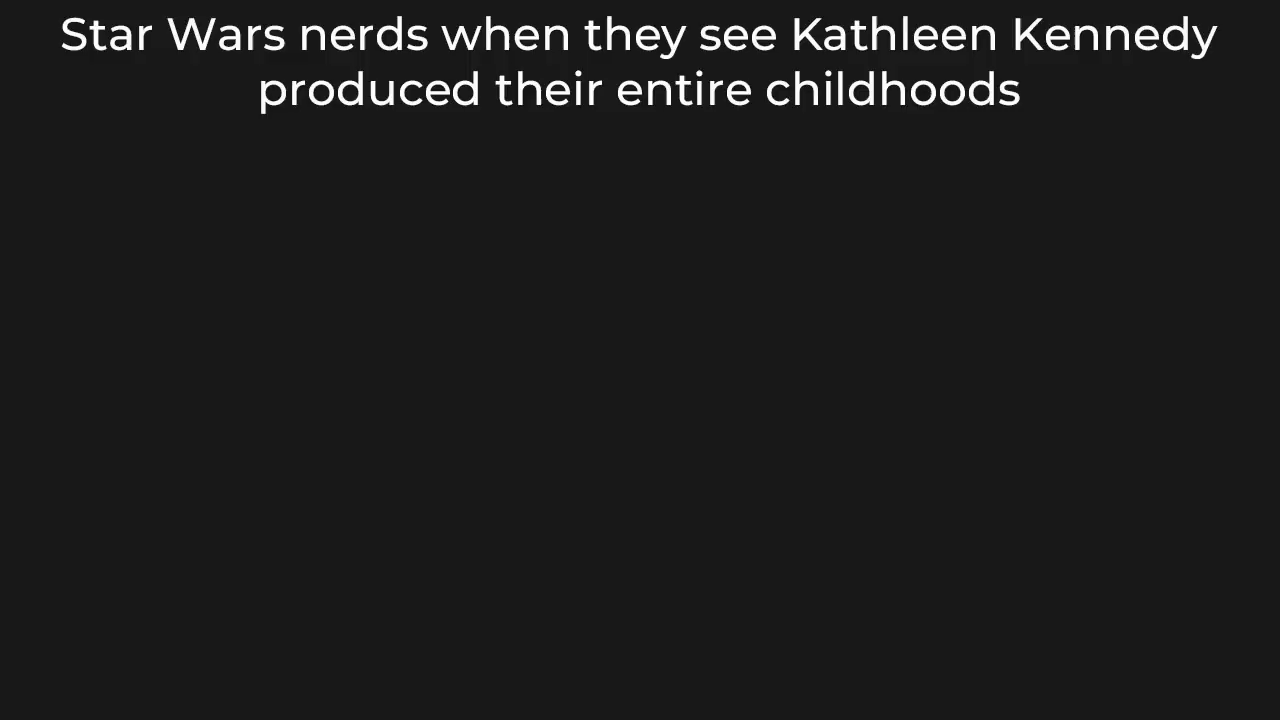 Star Wars nerds when they see Kathleen Kennedy
produced their entire childhoods